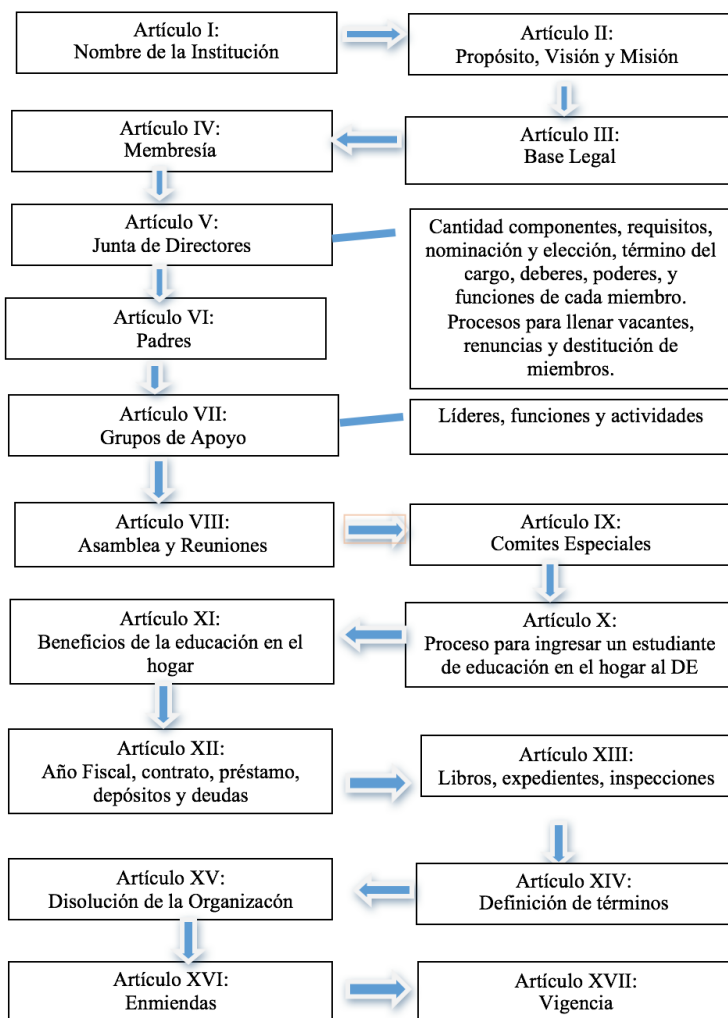 Artículo I:
Nombre de la Institución
Artículo II:
Propósito, Visión y Misión
Artículo III:
Base Legal
Artículo IV:
Membresía
Artículo V:
Junta de Directores
Cantidad componentes, requisitos,
nominación y elección, término del
cargo, deberes, poderes, y
funciones de cada miembro.
Procesos para llenar vacantes,
renuncias y destitución de
miembros.
Artículo VI:
Padres
Artículo VII:
Grupos de Apoyo
Líderes, funciones y actividades
Artículo VIII:
Asamblea y Reuniones
Artículo IX:
Comites Especiales
Artículo X:
Proceso para ingresar un estudiante
de educación en el hogar al DE
Artículo XI:
Beneficios de la educación en el
hogar
Artículo XII:
Año Fiscal, contrato, préstamo,
depósitos y deudas
Artículo XIII:
Libros, expedientes, inspecciones
Artículo XIV:
Definición de términos
Artículo XV:
Disolución de la Organizacón
Artículo XVI:
Enmiendas
Artículo XVII:
Vigencia